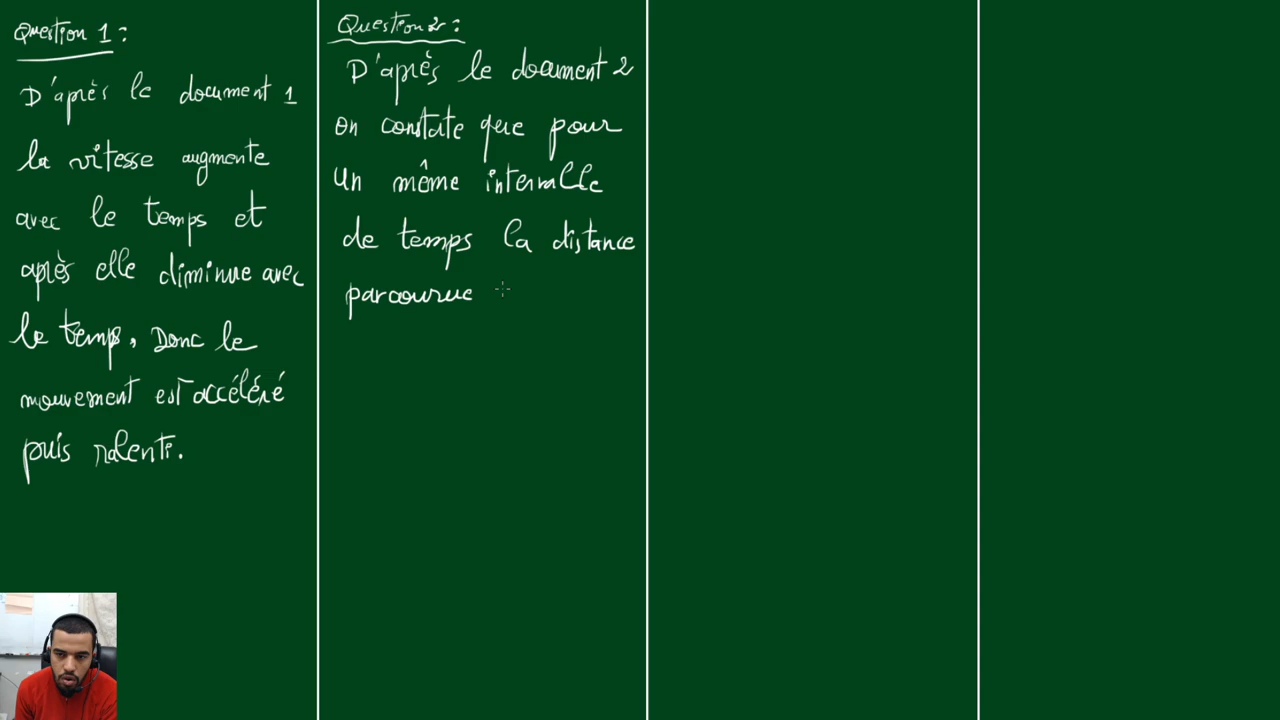 Question 1 :
D'après le document 1
la vitesse augmente
avec le temps et
après elle diminue avec
le temps, Donc le
mouvement est accéléré
puis ralenti.
Question 2 :
D'après le document 2
on constate que pour
un même intervalle
de temps la distance
parcourue